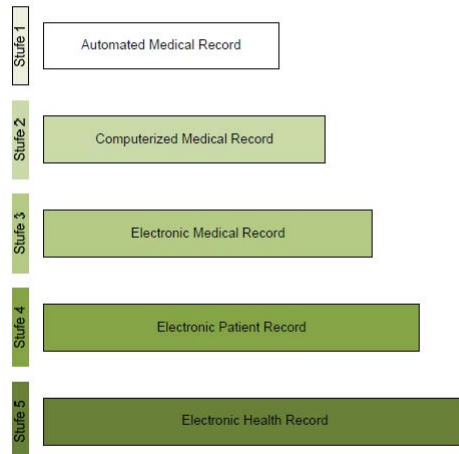 Stufe 1
Automated Medical Record
Stufe 2
Computerized Medical Record
Stufe 3
Electronic Medical Record
Stufe 4
Electronic Patient Record
Stufe 5
Electronic Health Record